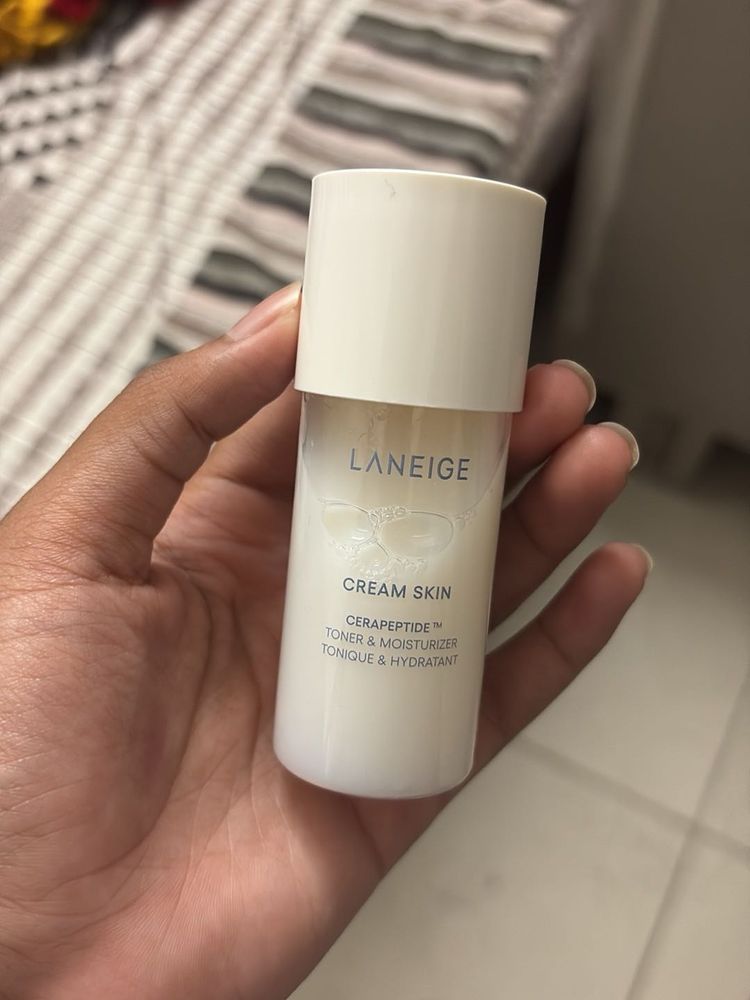 LANEIGE
CREAM SKIN
CERAPEPTIDE™
TONER & MOISTURIZER
TONIQUE & HYDRATANT